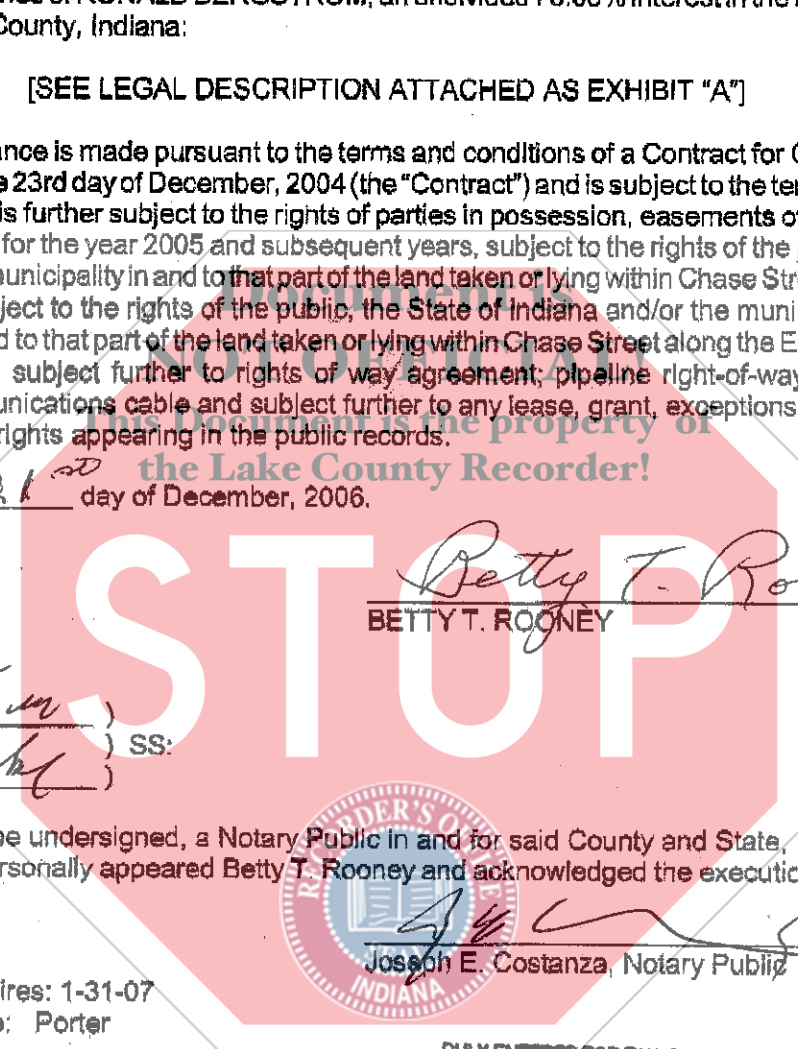 County, Indiana:
[SEE LEGAL DESCRIPTION ATTACHED AS EXHIBIT "A"]
ance is made pursuant to the terms and conditions of a Contract for
23rd day of December, 2004 (the "Contract") and is subject to the
is further subject to the rights of parties in possession, easements
for the year 2005 and subsequent years, subject to the rights of the
municipality in and to that part of the land taken or lying within Chase
ject to the rights of the public, the State of Indiana and/or the muni
d to that part of the land taken or lying within Chase Street along the
subject further to rights of way agreement; pipeline right-of-way
unications cable and subject further to any lease, grant, exceptions
rights appearing in the public records.
Document is
NOT OFFICIAL!
This Document is the property of
the Lake County Recorder!
day of December, 2006.
STOP
Betty T.
BETTY T. ROONEY
)
) SS:
)
undersigned, a Notary Public in and for said County and State,
rsonally appeared Betty T. Rooney and acknowledged the
RECORDER'S OFFICE
SEAL
INDIANA
Joseph E. Costanza, Notary Public
ires: 1-31-07
Porter